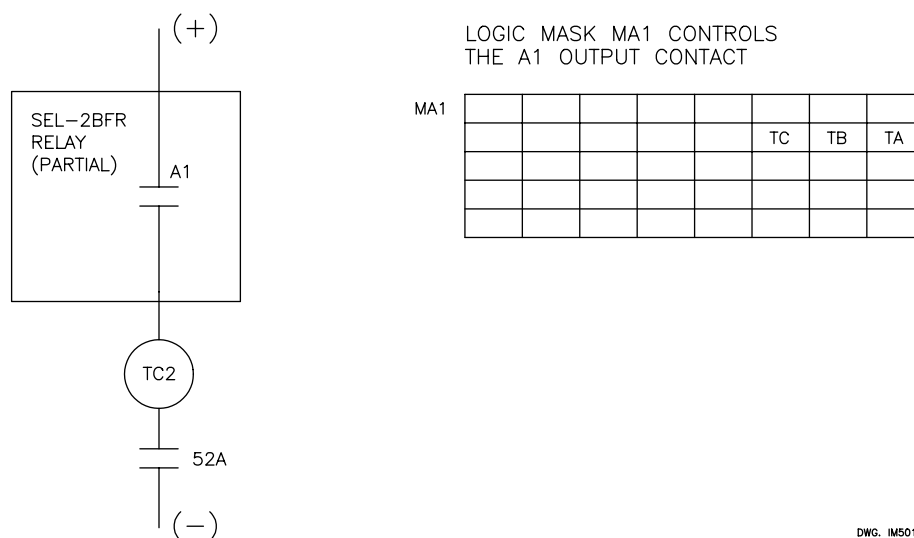 (+)
LOGIC MASK MA1 CONTROLS
THE A1 OUTPUT CONTACT
MA1
SEL-2BFR
RELAY
(PARTIAL)
TC TB TA
A1
TC2
52A
(-)
DWG. IM501